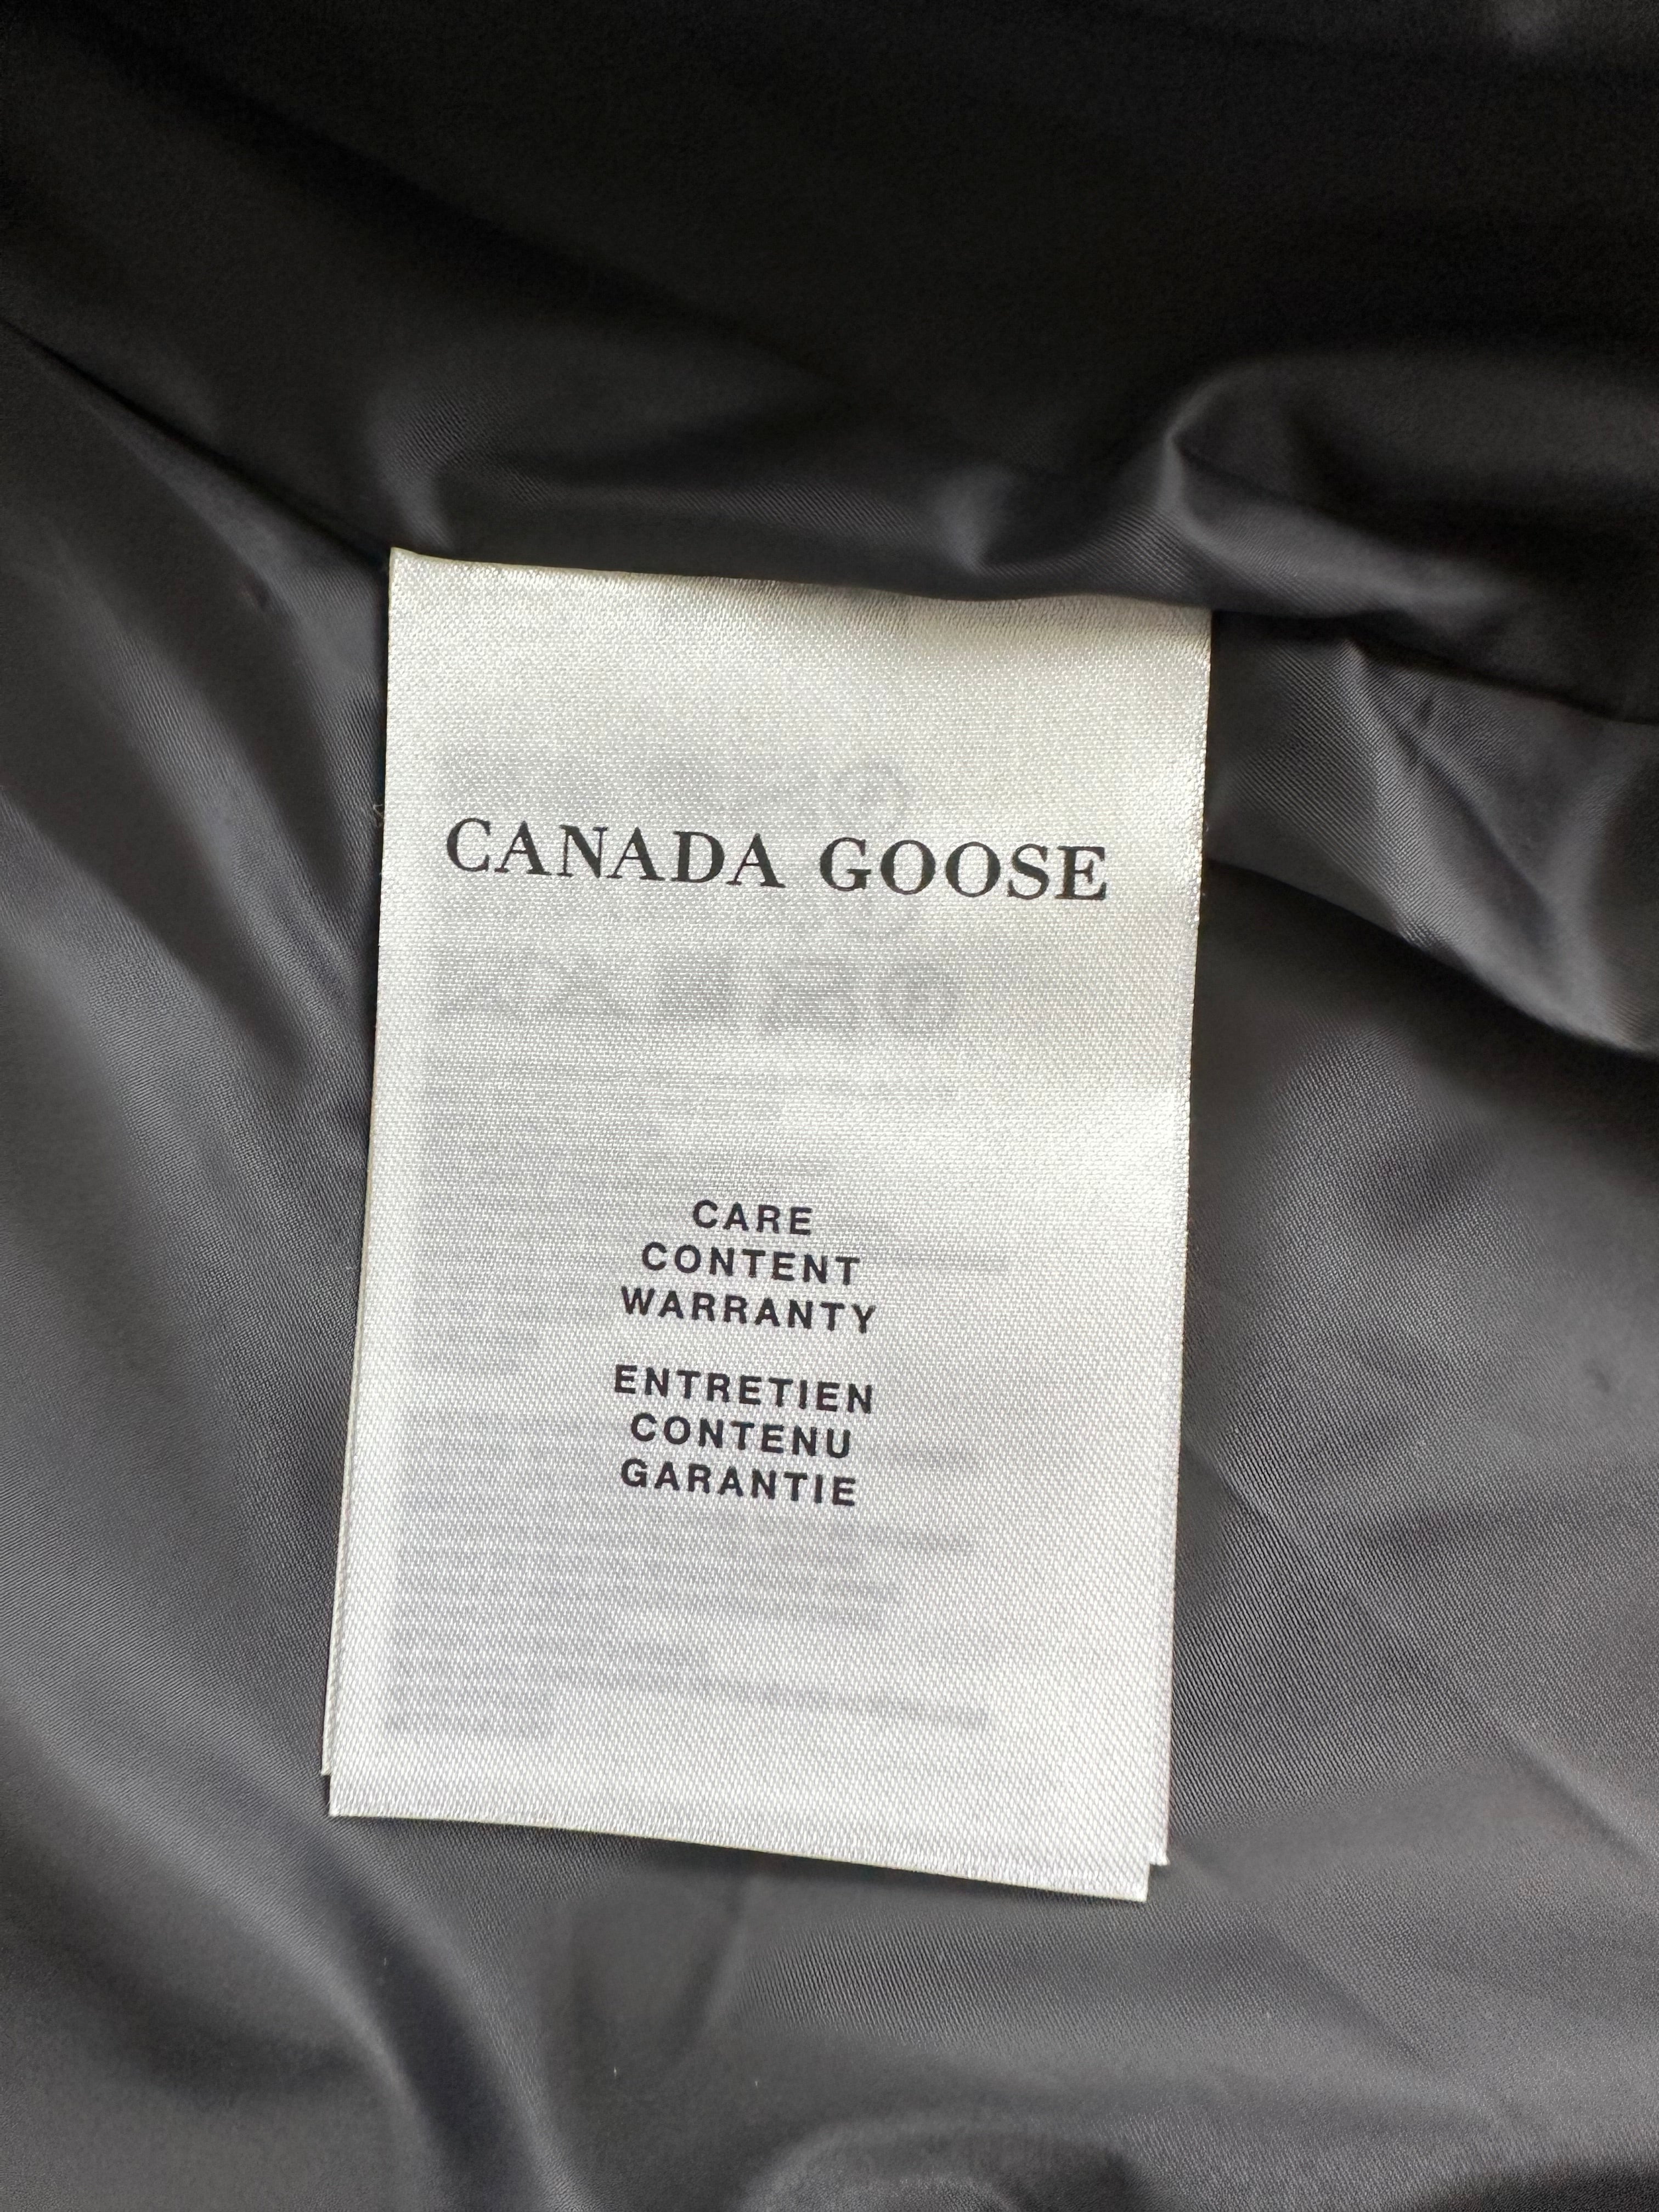 CANADA GOOSE
CARE
CONTENT
WARRANTY
ENTRETIEN
CONTENU
GARANTIE